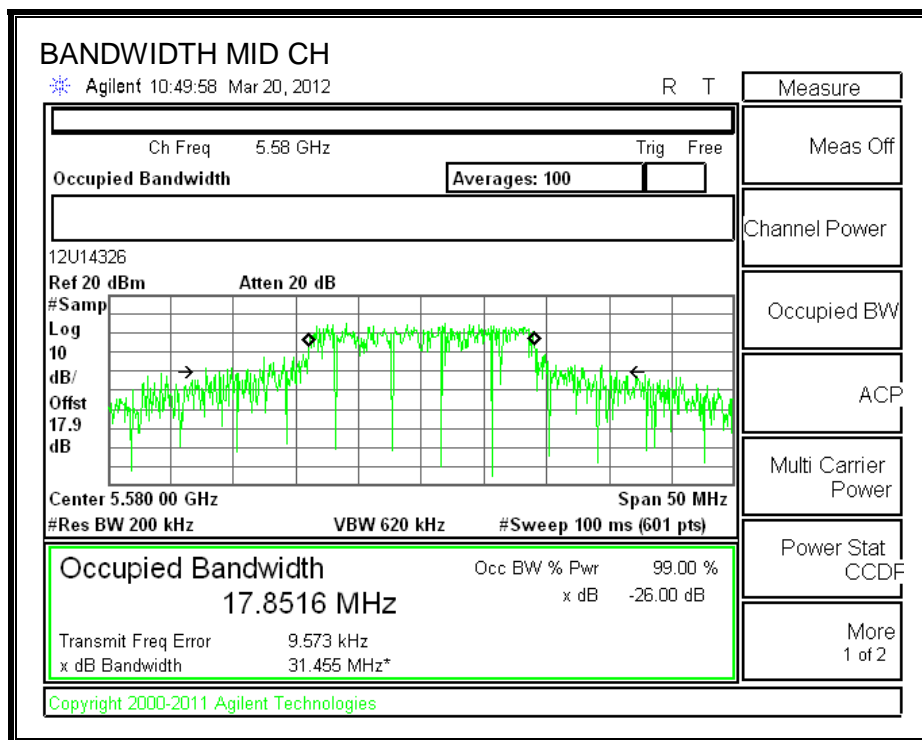 BANDWIDTH MID CH
Agilent 10:49:58 Mar 20, 2012 R T
Measure
Ch Freq 5.58 GHz Trig Free
Meas Off
Occupied Bandwidth Averages: 100
Channel Power
12U14326
Ref 20 dBm Atten 20 dB
#Samp
Log
10
dB/
Offst
17.9
dB
Occupied BW
ACP
Multi Carrier
Power
Center 5.580 00 GHz Span 50 MHz
#Res BW 200 kHz VBW 620 kHz #Sweep 100 ms (601 pts)
Power Stat
CCDF
Occupied Bandwidth Occ BW % Pwr 99.00 %
17.8516 MHz x dB -26.00 dB
Transmit Freq Error 9.573 kHz
x dB Bandwidth 31.455 MHz*
More
1 of 2
Copyright 2000-2011 Agilent Technologies